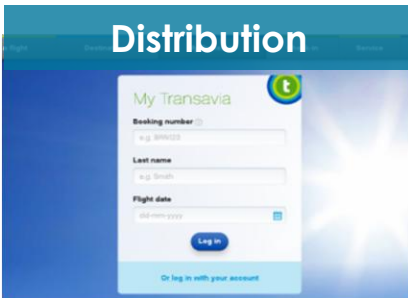 Distribution
My Transavia
t
Booking number
e.g. BRW123
Last name
e.g. Smith
Flight date
dd-mm-yyyy
Log in
Or log in with your account